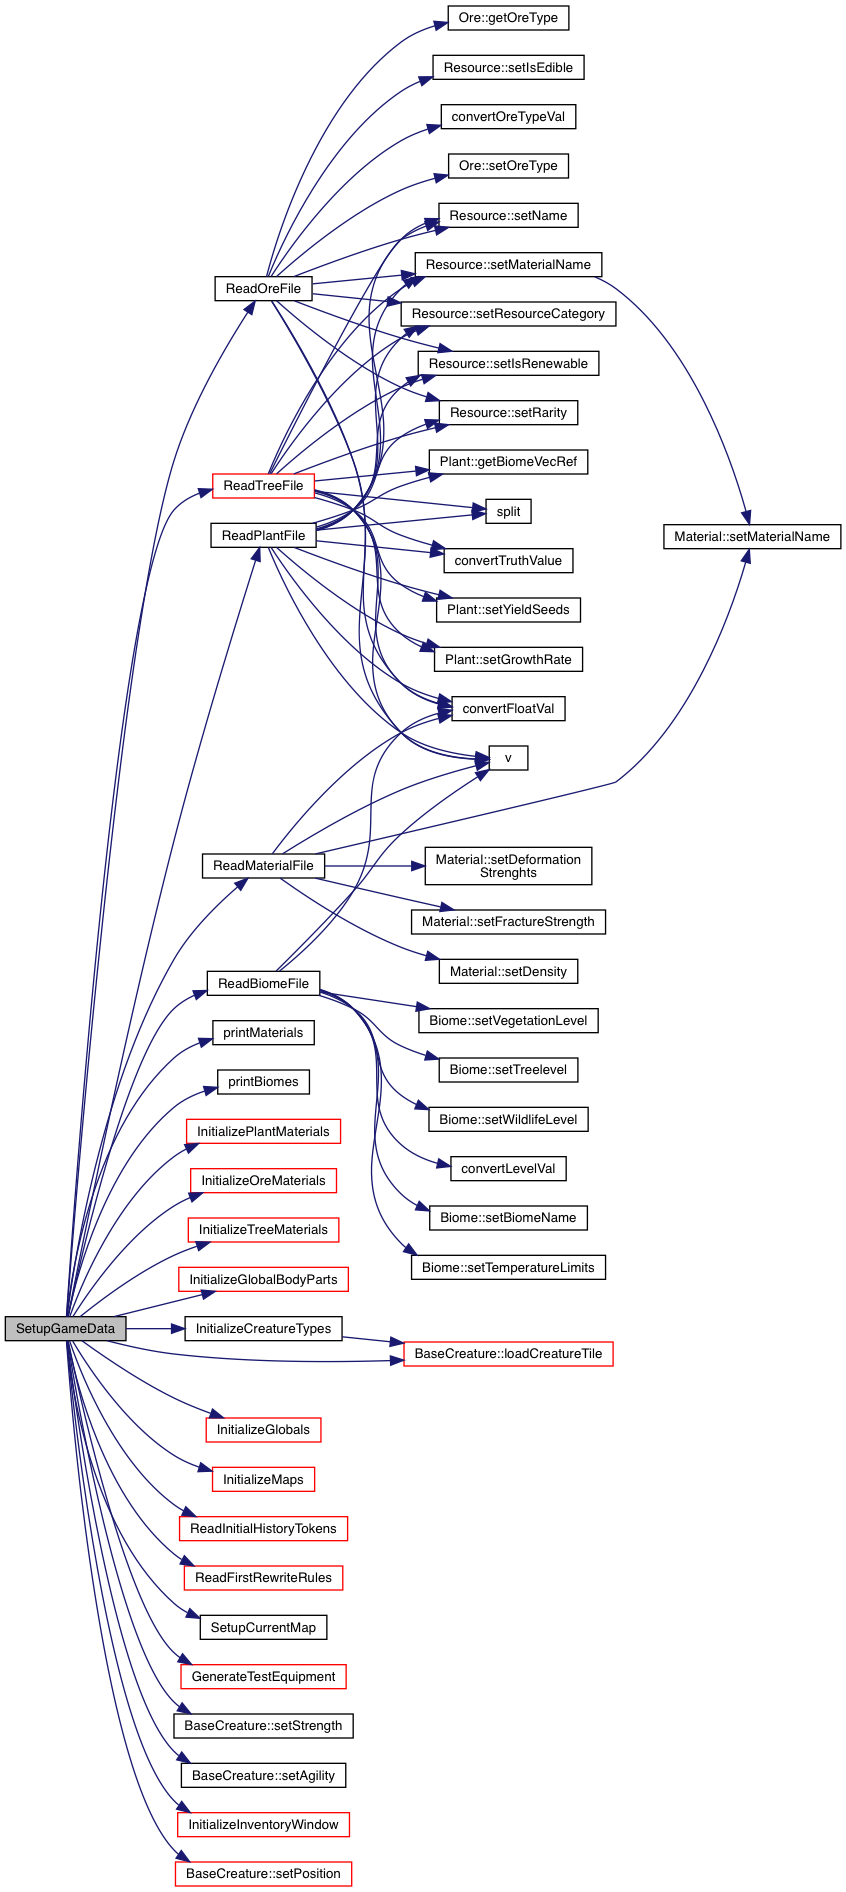 Ore::getOreType
Resource::setIsEdible
convertOreTypeVal
Ore::setOreType
Resource::setName
Resource::setMaterialName
ReadOreFile
Resource::setResourceCategory
Resource::setIsRenewable
Resource::setRarity
Plant::getBiomeVecRef
ReadTreeFile
split
ReadPlantFile
Material::setMaterialName
convertTruthValue
Plant::setYieldSeeds
Plant::setGrowthRate
convertFloatVal
v
ReadMaterialFile
Material::setDeformation
Strenghts
Material::setFractureStrength
Material::setDensity
ReadBiomeFile
Biome::setVegetationLevel
printMaterials
Biome::setTreelevel
printBiomes
Biome::setWildlifeLevel
InitializePlantMaterials
convertLevelVal
InitializeOreMaterials
Biome::setBiomeName
InitializeTreeMaterials
Biome::setTemperatureLimits
InitializeGlobalBodyParts
SetupGameData
InitializeCreatureTypes
BaseCreature::loadCreatureTile
InitializeGlobals
InitializeMaps
ReadInitialHistoryTokens
ReadFirstRewriteRules
SetupCurrentMap
GenerateTestEquipment
BaseCreature::setStrength
BaseCreature::setAgility
InitializeInventoryWindow
BaseCreature::setPosition